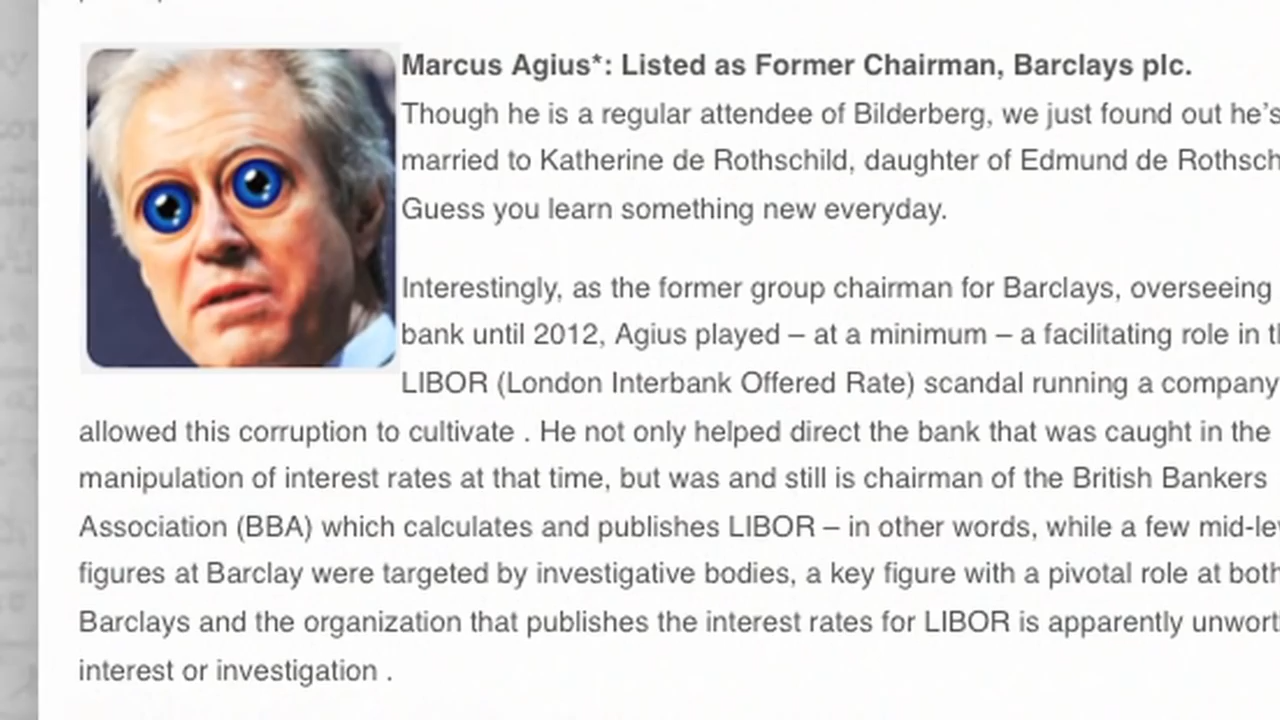 Marcus Agius*: Listed as Former Chairman, Barclays plc.
Though he is a regular attendee of Bilderberg, we just found out he's
married to Katherine de Rothschild, daughter of Edmund de Rothsch
Guess you learn something new everyday.
Interestingly, as the former group chairman for Barclays, overseeing
bank until 2012, Agius played – at a minimum – a facilitating role in th
LIBOR (London Interbank Offered Rate) scandal running a company
allowed this corruption to cultivate . He not only helped direct the bank that was caught in the
manipulation of interest rates at that time, but was and still is chairman of the British Bankers
Association (BBA) which calculates and publishes LIBOR – in other words, while a few mid-lev
figures at Barclay were targeted by investigative bodies, a key figure with a pivotal role at both
Barclays and the organization that publishes the interest rates for LIBOR is apparently unwort
interest or investigation .